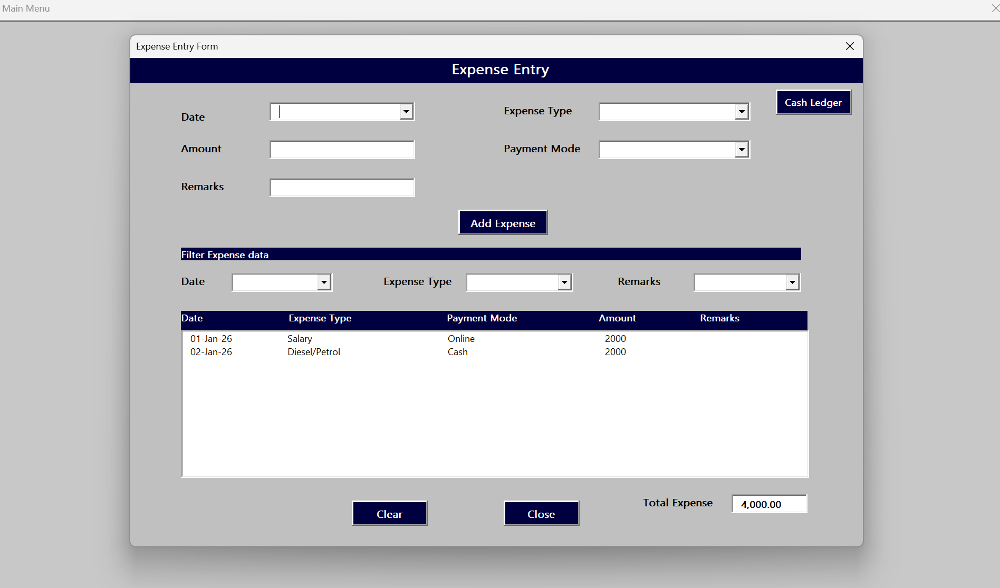 Main Menu
Expense Entry Form
Expense Entry
Cash Ledger
Date
Expense Type
Amount
Payment Mode
Remarks
Add Expense
Filter Expense data
Date Expense Type Remarks
Date Expense Type Payment Mode Amount Remarks
01-Jan-26 Salary Online 2000
02-Jan-26 Diesel/Petrol Cash 2000
Total Expense 4,000.00
Clear Close